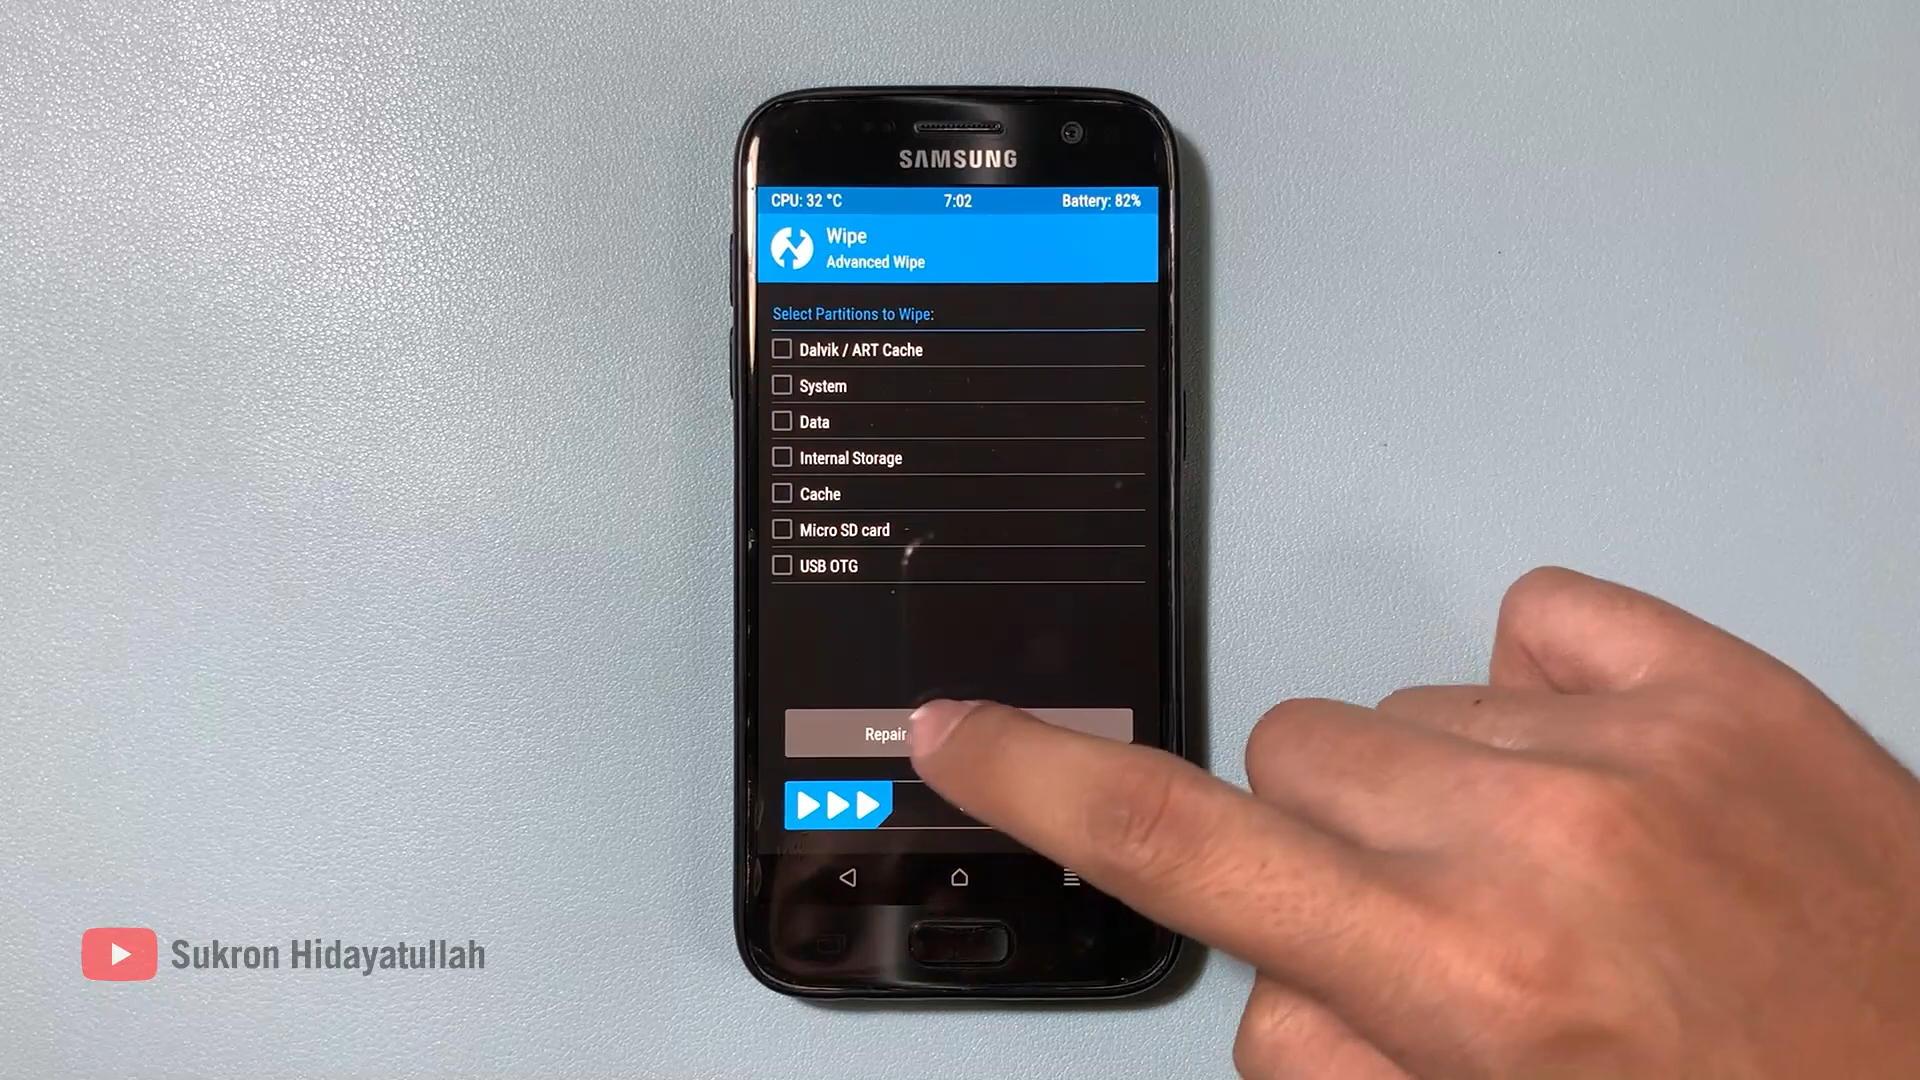 SAMSUNG
CPU: 32 °C 7:02 Battery: 82%
Wipe
Advanced Wipe
Select Partitions to Wipe:
Dalvik / ART Cache
System
Data
Internal Storage
Cache
Micro SD card
USB OTG
Repair
Sukron Hidayatullah